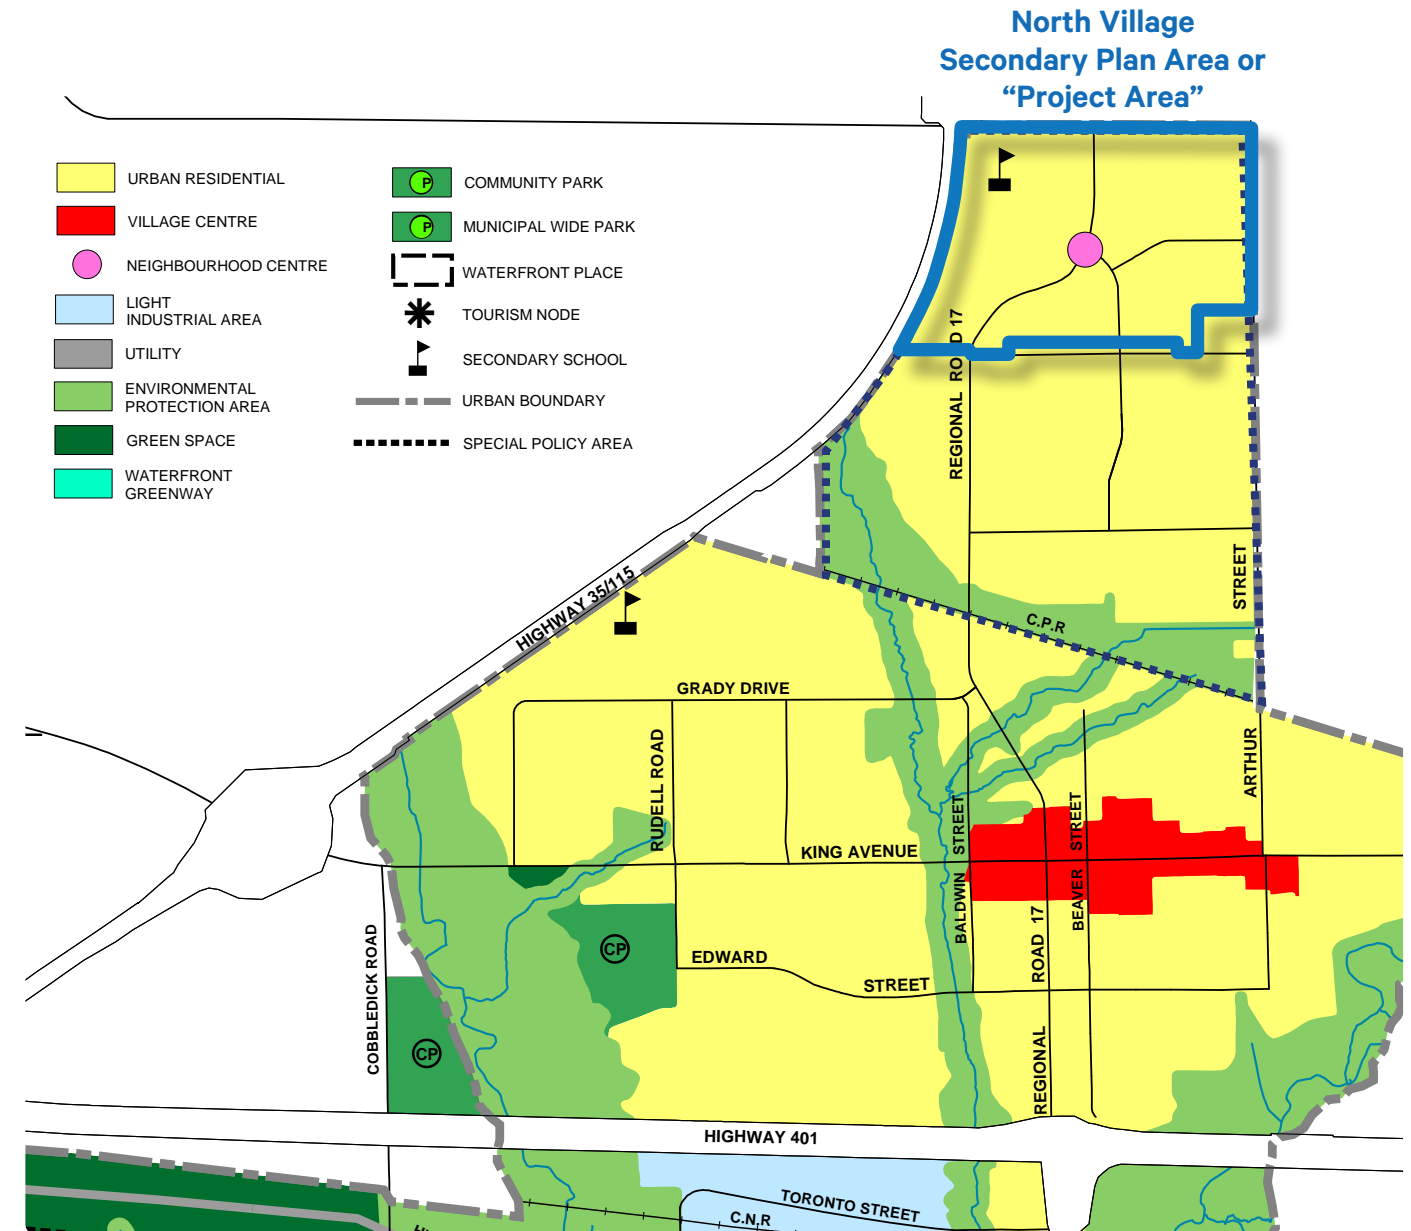 North Village
Secondary Plan Area or
“Project Area”
URBAN RESIDENTIAL
VILLAGE CENTRE
NEIGHBOURHOOD CENTRE
LIGHT
INDUSTRIAL AREA
UTILITY
ENVIRONMENTAL
PROTECTION AREA
GREEN SPACE
WATERFRONT
GREENWAY
P
COMMUNITY PARK
P
MUNICIPAL WIDE PARK
WATERFRONT PLACE
TOURISM NODE
SECONDARY SCHOOL
URBAN BOUNDARY
SPECIAL POLICY AREA
REGIONAL ROAD 17
HIGHWAY 35/115
STREET
C.P.R
GRADY DRIVE
RUDELL ROAD
ARTHUR
KING AVENUE
BALDWIN STREET
BEAVER STREET
COBBLEDICK ROAD
CP
EDWARD
STREET
REGIONAL ROAD 17
CP
HIGHWAY 401
TORONTO STREET
C.N.R